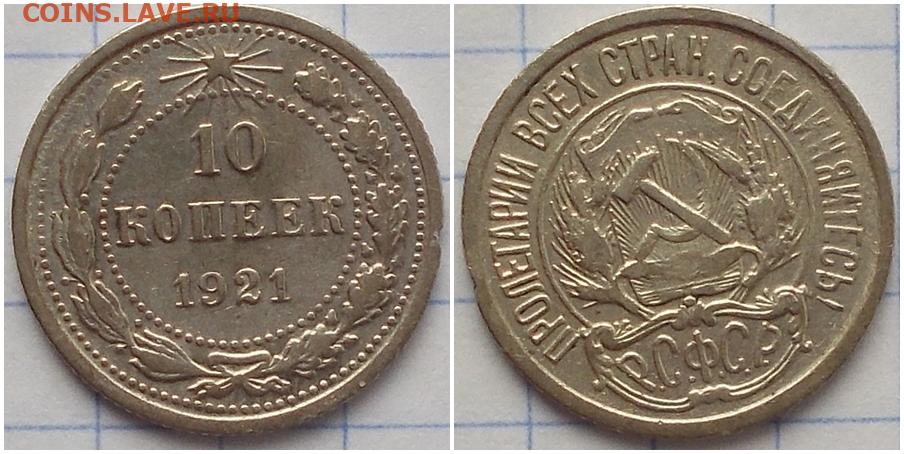 COINS.LAVE.RU
10
КОПЕЕК
1921
ПРОЛЕТАРИИ ВСЕХ СТРАН, СОЕДИНЯЙТЕСЬ!
Р.С.Ф.С.Р.